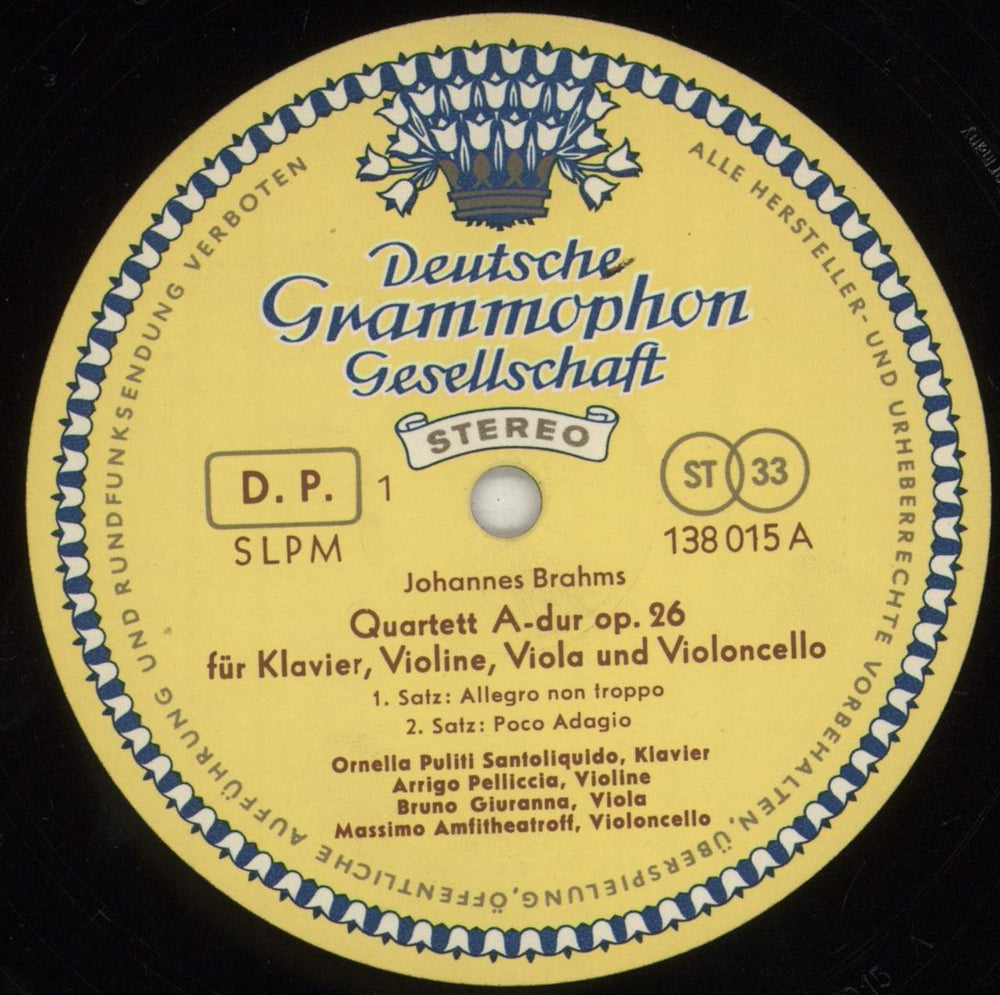 Deutsche
Grammophon
Gesellschaft
STEREO
D. P. 1
SLPM
ST 33
138 015 A
Johannes Brahms
Quartett A-dur op. 26
für Klavier, Violine, Viola und Violoncello
1. Satz: Allegro non troppo
2. Satz: Poco Adagio
Ornella Puliti Santoliquido, Klavier
Arrigo Pelliccia, Violine
Bruno Giuranna, Viola
Massimo Amfitheatroff, Violoncello
ALLE HERSTELLER- UND URHEBERRECHTE VORBEHALTEN, ÜBERSPIELUNG, ÖFFENTLICHE AUFFÜHRUNG UND RUNDFUNKSENDUNG VERBOTEN